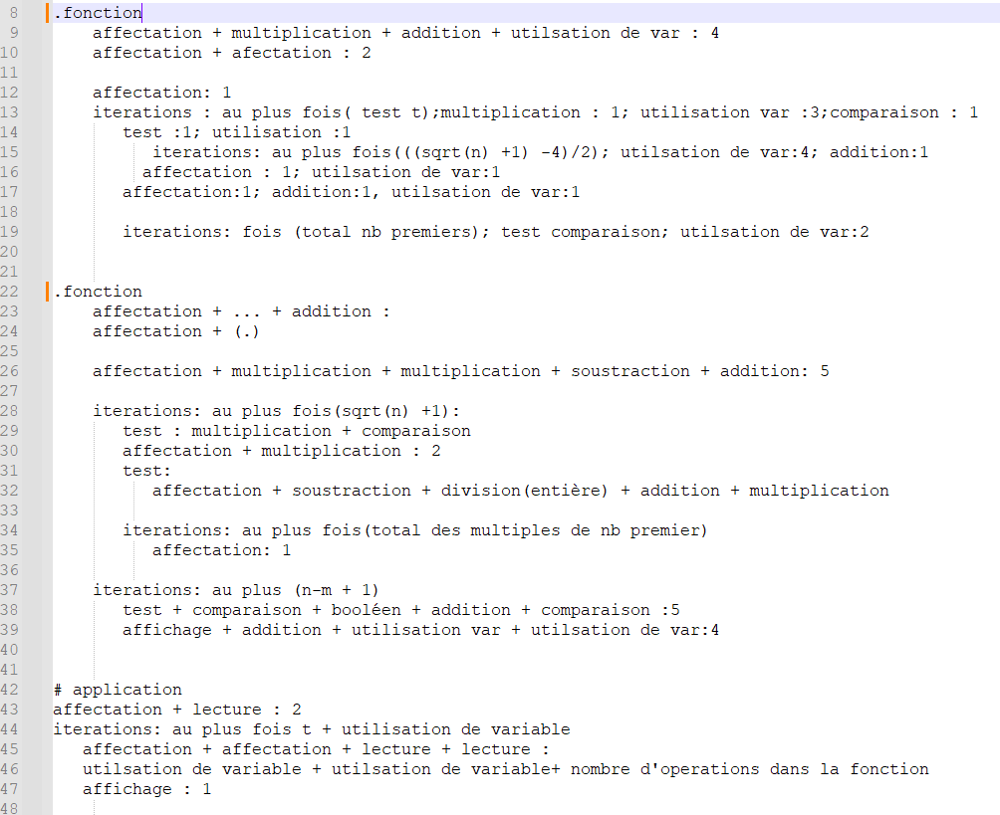 8 .fonction
9 affectation + multiplication + addition + utilsation de var : 4
10 affectation + afectation : 2
11
12 affectation: 1
13 iterations : au plus fois( test t);multiplication : 1; utilisation var :3;comparaison : 1
14 test :1; utilisation :1
15 iterations: au plus fois(((sqrt(n) +1) -4)/2); utilsation de var:4; addition:1
16 affectation : 1; utilsation de var:1
17 affectation:1; addition:1, utilsation de var:1
18
19 iterations: fois (total nb premiers); test comparaison; utilsation de var:2
20
21
22 .fonction
23 affectation + ... + addition :
24 affectation + (.)
25
26 affectation + multiplication + multiplication + soustraction + addition: 5
27
28 iterations: au plus fois(sqrt(n) +1):
29 test : multiplication + comparaison
30 affectation + multiplication : 2
31 test:
32 affectation + soustraction + division(entière) + addition + multiplication
33
34 iterations: au plus fois(total des multiples de nb premier)
35 affectation: 1
36
37 iterations: au plus (n-m + 1)
38 test + comparaison + booléen + addition + comparaison :5
39 affichage + addition + utilisation var + utilsation de var:4
40
41
42 # application
43 affectation + lecture : 2
44 iterations: au plus fois t + utilisation de variable
45 affectation + affectation + lecture + lecture :
46 utilsation de variable + utilsation de variable+ nombre d'operations dans la fonction
47 affichage : 1
48